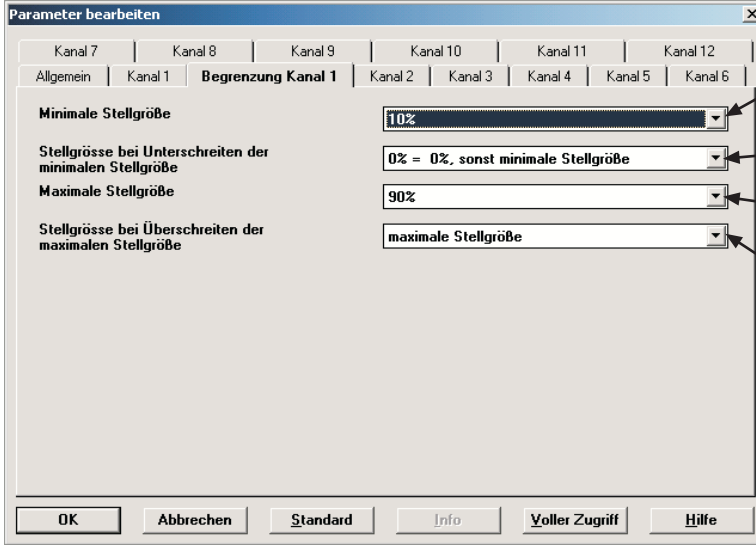 Parameter bearbeiten
Kanal 7 Kanal 8 Kanal 9 Kanal 10 Kanal 11 Kanal 12
Allgemein Kanal 1 Begrenzung Kanal 1 Kanal 2 Kanal 3 Kanal 4 Kanal 5 Kanal 6
Minimale Stellgröße 10%
Stellgrösse bei Unterschreiten der
minimalen Stellgröße
0% = 0%, sonst minimale Stellgröße
Maximale Stellgröße 90%
Stellgrösse bei Überschreiten der
maximalen Stellgröße
maximale Stellgröße
OK Abbrechen Standard Info Voller Zugriff Hilfe